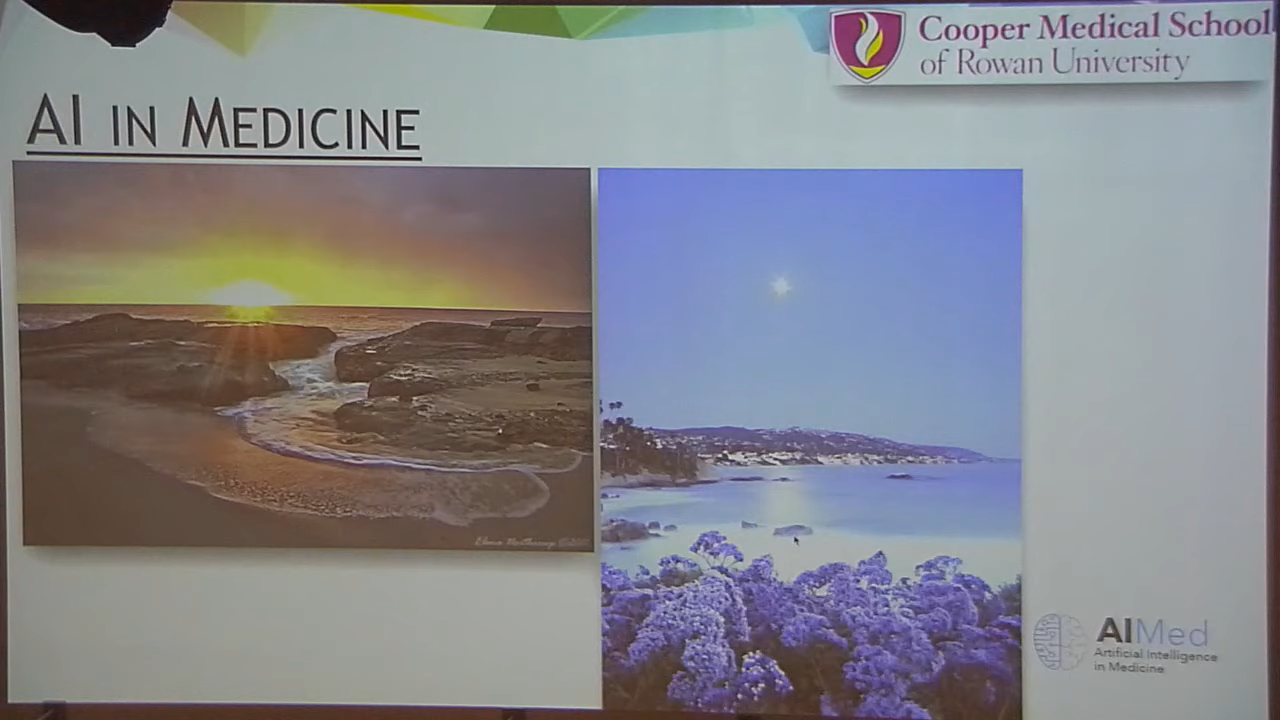 Cooper Medical School
of Rowan University
AI IN MEDICINE
AIMed
Artificial Intelligence
in Medicine